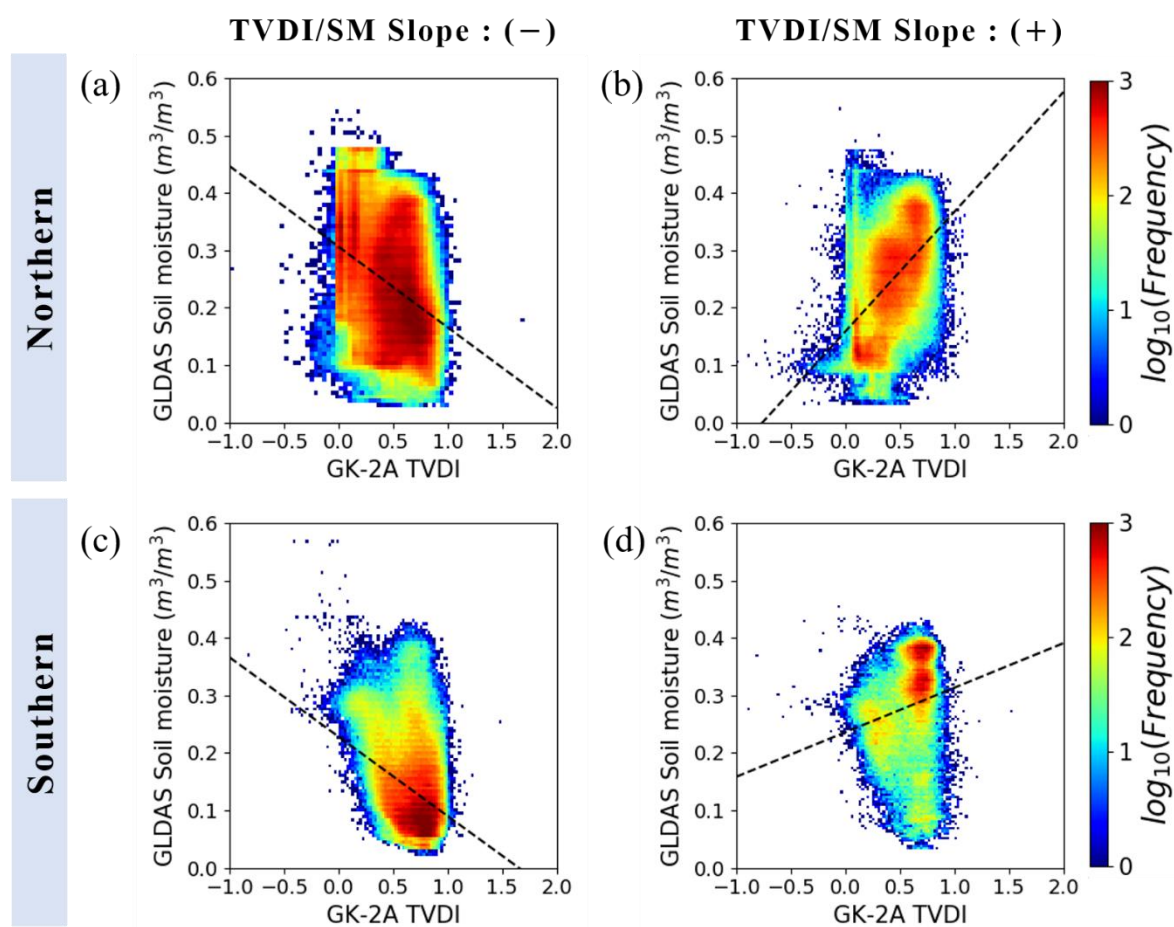 TVDI/SM Slope : (−)
TVDI/SM Slope : (+)
Northern
(a)
GLDAS Soil moisture (m³/m³)
0.6
0.5
0.4
0.3
0.2
0.1
0.0
−1.0 −0.5 0.0 0.5 1.0 1.5 2.0
GK-2A TVDI
(b)
GLDAS Soil moisture (m³/m³)
0.6
0.5
0.4
0.3
0.2
0.1
0.0
−1.0 −0.5 0.0 0.5 1.0 1.5 2.0
GK-2A TVDI
3
2
1
0
log₁₀(Frequency)
Southern
(c)
GLDAS Soil moisture (m³/m³)
0.6
0.5
0.4
0.3
0.2
0.1
0.0
−1.0 −0.5 0.0 0.5 1.0 1.5 2.0
GK-2A TVDI
(d)
GLDAS Soil moisture (m³/m³)
0.6
0.5
0.4
0.3
0.2
0.1
0.0
−1.0 −0.5 0.0 0.5 1.0 1.5 2.0
GK-2A TVDI
3
2
1
0
log₁₀(Frequency)